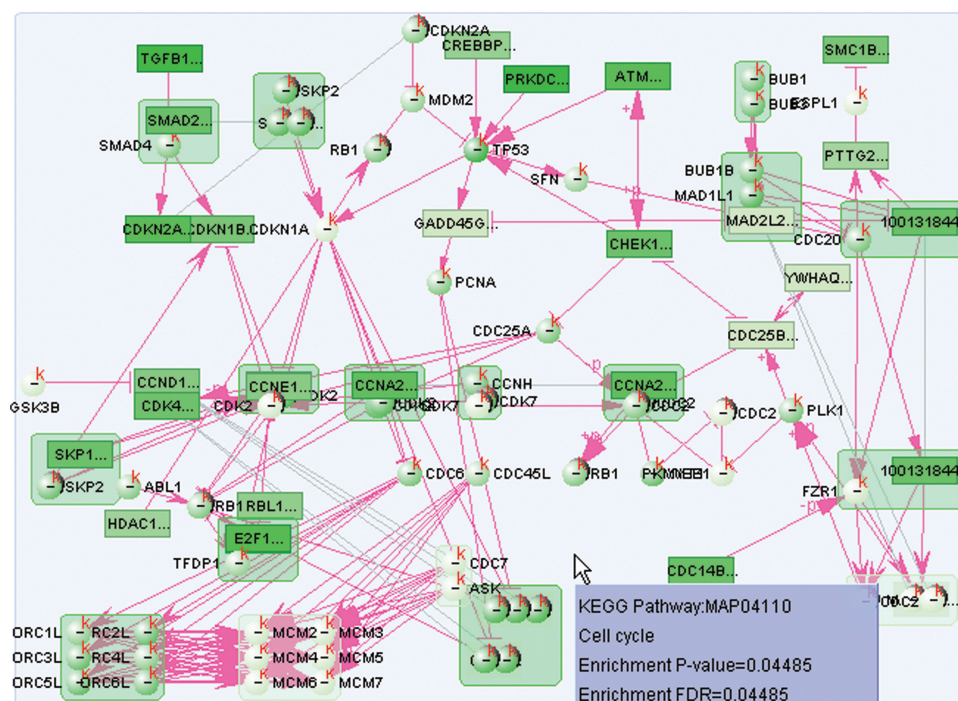 CDKN2A
CREBBP...
TGFB1...
SKP2
PRKDC...
ATM...
BUB1
SMC1B...
ESPL1
SMAD2...
MDM2
SMAD4
RB1
TP53
+p
SFN
BUB1B
PTTG2...
MAD1L1
+p
CDKN2A...
CDKN1B.
CDKN1A
GADD45G...
MAD2L2...
100131844
CDC20
CHEK1...
PCNA
YWHAQ...
CDC25A
CDC25B...
-p
+p
GSK3B
CCND1...
CCNE1...
CCNA2...
CCNH
CCNA2...
-p
CDK4...
CDK2
CDK7
CDC2
CDC2
PLK1
+p
SKP1...
+p
SKP2
ABL1
CDC6
CDC45L
RB1
100131844
FZR1
HDAC1...
RB1
RBL1...
-p
E2F1...
TFDP1
CDC7
CDC14B...
ASK
KEGG Pathway:MAP04110
Cell cycle
Enrichment P-value=0.04485
Enrichment FDR=0.04485
ORC1L
RC2L
MCM2
MCM3
ORC3L
RC4L
MCM4
MCM5
ORC5L
ORC6L
MCM6
MCM7